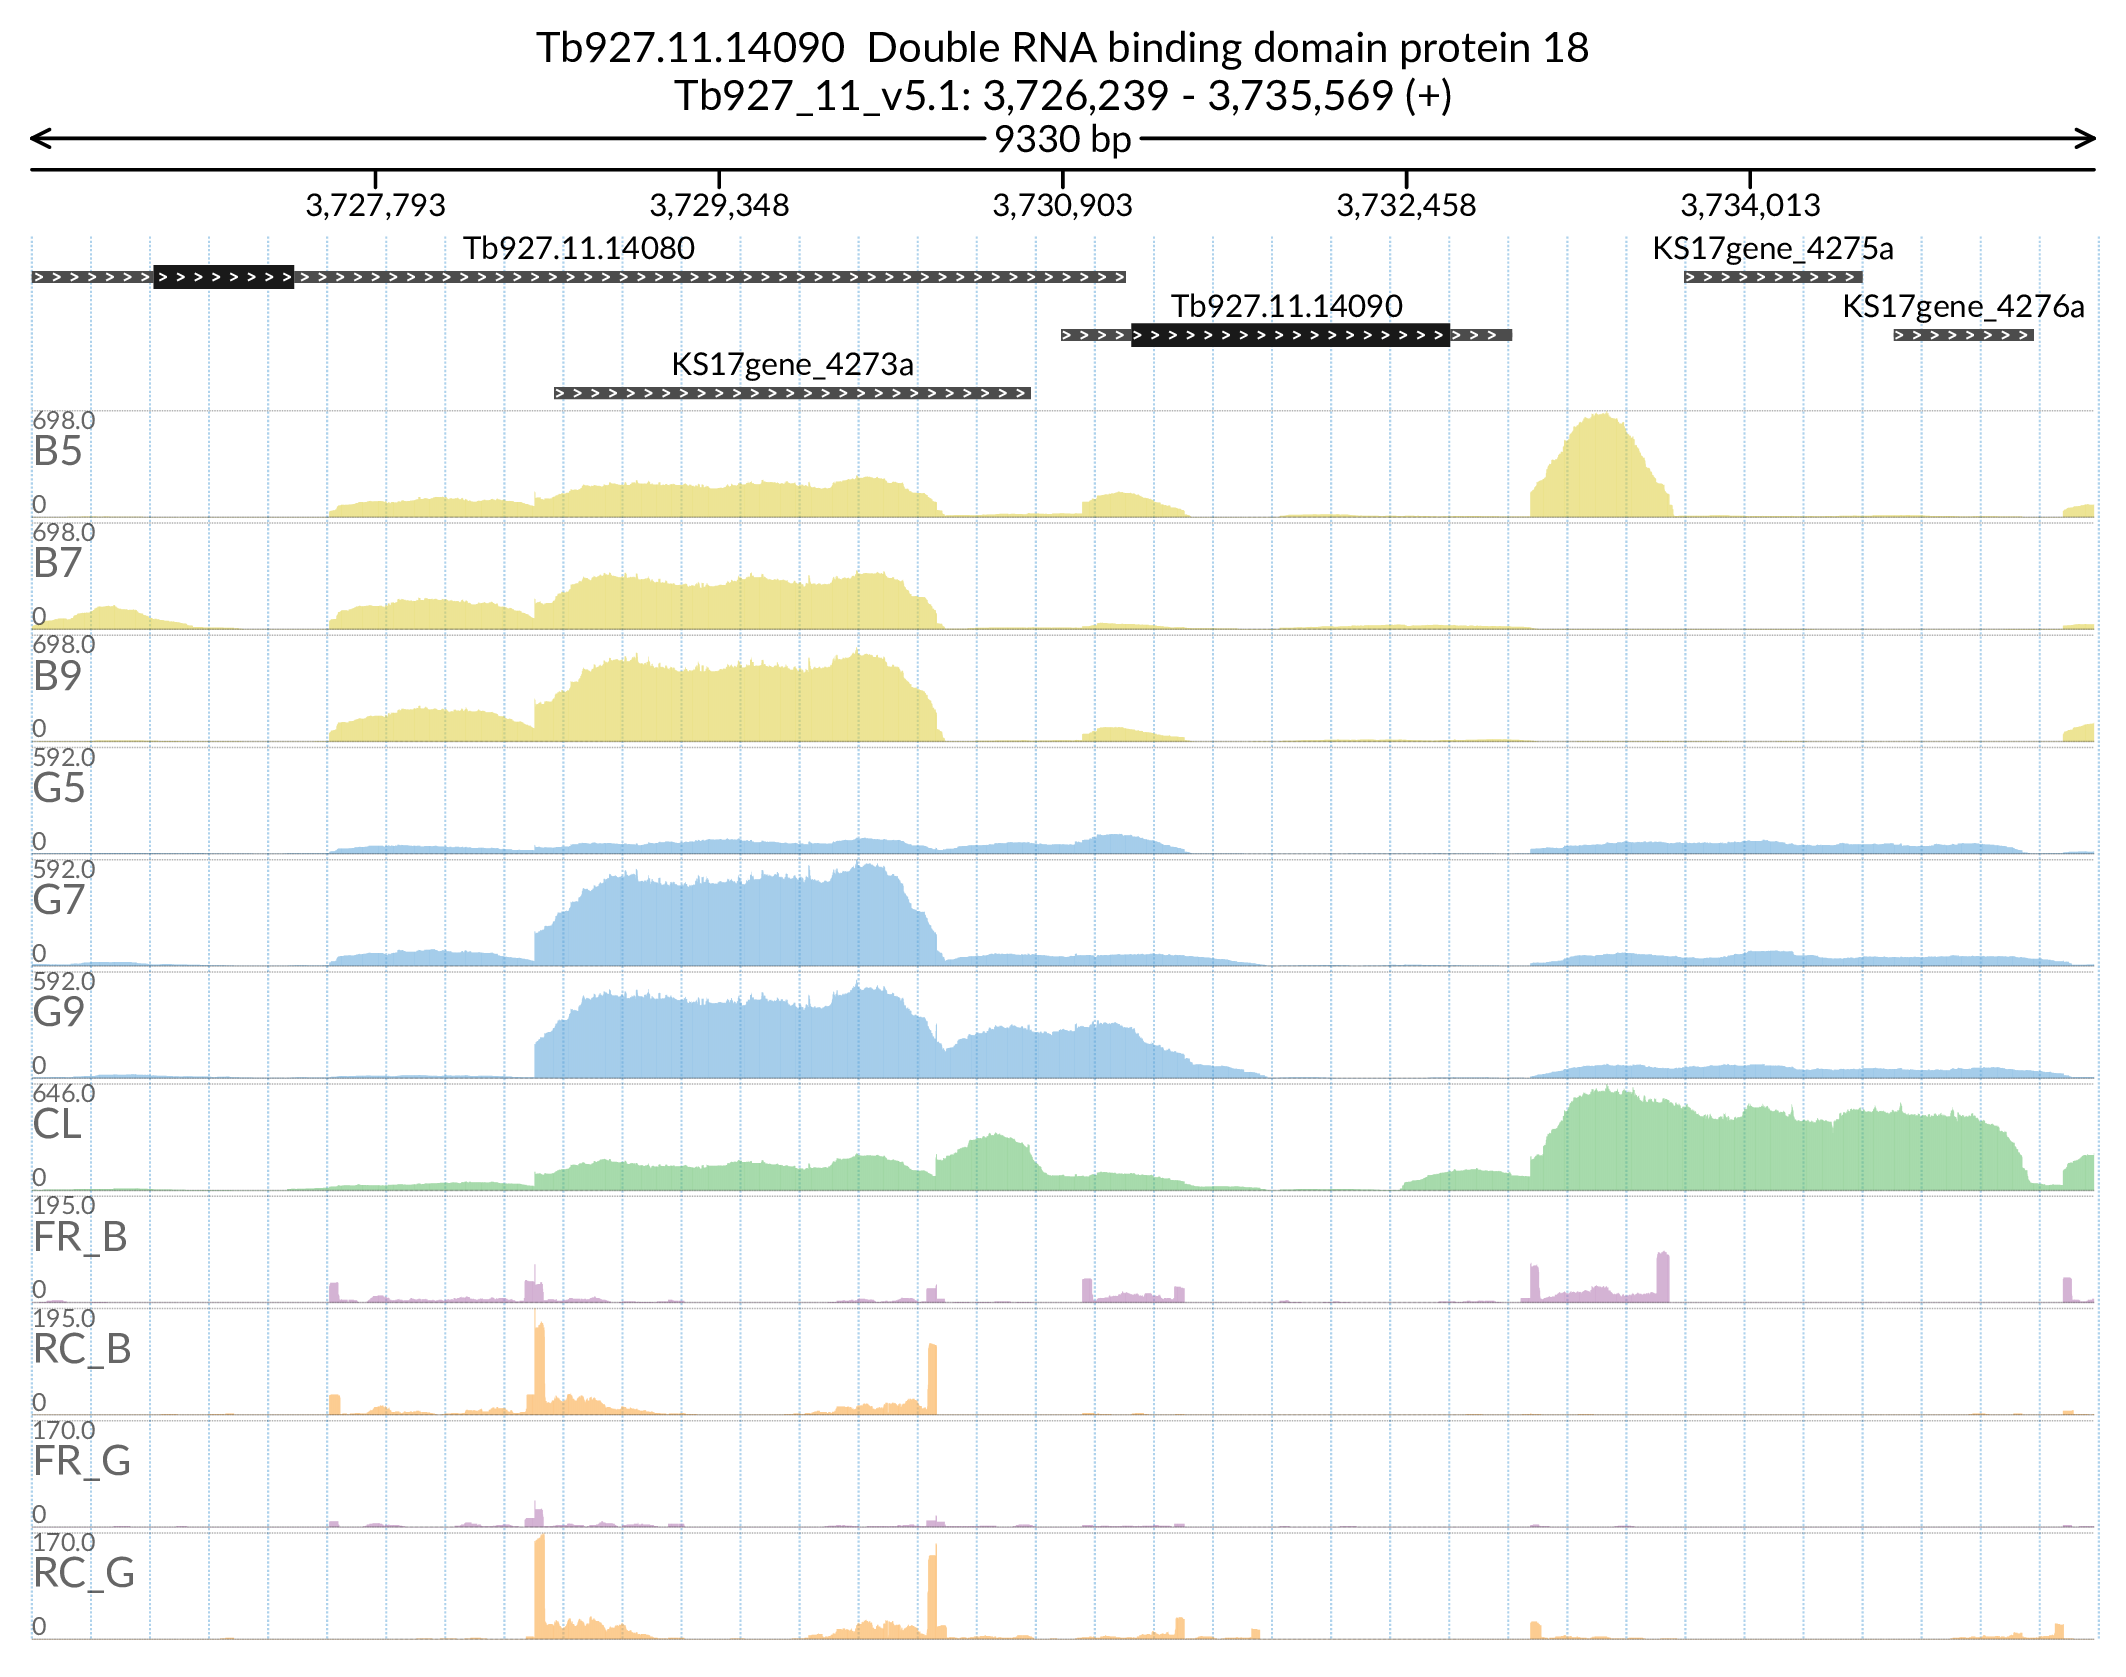 Tb927.11.14090  Double RNA binding domain protein 18
Tb927_11_v5.1: 3,726,239 - 3,735,569 (+)
9330 bp
3,727,793 3,729,348 3,730,903 3,732,458 3,734,013
Tb927.11.14080 KS17gene_4275a
Tb927.11.14090 KS17gene_4276a
KS17gene_4273a
698.0
B5
0
698.0
B7
0
698.0
B9
0
592.0
G5
0
592.0
G7
0
592.0
G9
0
646.0
CL
0
195.0
FR_B
0
195.0
RC_B
0
170.0
FR_G
0
170.0
RC_G
0